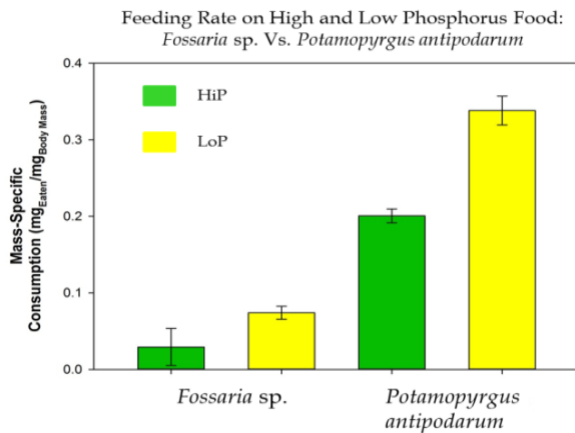 Feeding Rate on High and Low Phosphorus Food:
Fossaria sp. Vs. Potamopyrgus antipodarum
Mass-Specific
Consumption (mgEaten/mgBody Mass)
0.4
0.3
0.2
0.1
0.0
HiP
LoP
Fossaria sp.
Potamopyrgus
antipodarum